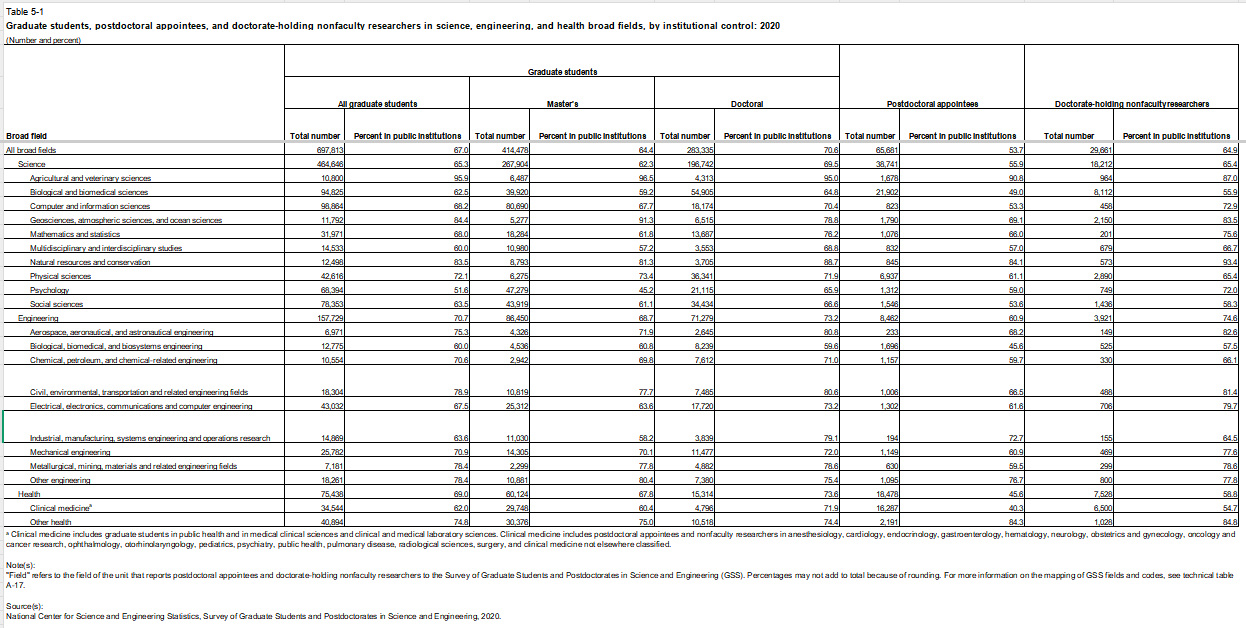 Table 5-1
Graduate students, postdoctoral appointees, and doctorate-holding nonfaculty researchers in science, engineering, and health broad fields, by institutional control: 2020
(Number and percent)
Graduate students
All graduate students Master's Doctoral Postdoctoral appointees Doctorate-holding nonfaculty researchers
Broad field Total number Percent in public institutions Total number Percent in public institutions Total number Percent in public institutions Total number Percent in public institutions Total number Percent in public institutions
All broad fields 697,813 67.0 414,478 64.4 283,335 70.6 65,681 53.7 29,661 64.9
Science 464,646 65.3 267,904 62.3 196,742 69.5 38,741 55.9 18,212 65.4
Agricultural and veterinary sciences 10,800 95.9 6,487 96.5 4,313 95.0 1,678 90.8 964 87.0
Biological and biomedical sciences 94,825 62.5 39,920 59.2 54,905 64.8 21,902 49.0 8,112 55.9
Computer and information sciences 98,864 68.2 80,690 67.7 18,174 70.4 823 53.3 458 72.9
Geosciences, atmospheric sciences, and ocean sciences 11,792 84.4 5,277 91.3 6,515 78.8 1,790 69.1 2,150 83.5
Mathematics and statistics 31,971 68.0 18,284 61.8 13,687 76.2 1,076 66.0 201 75.6
Multidisciplinary and interdisciplinary studies 14,533 60.0 10,980 57.2 3,553 68.8 832 57.0 679 66.7
Natural resources and conservation 12,498 83.5 8,793 81.3 3,705 88.7 845 84.1 573 93.4
Physical sciences 42,616 72.1 6,275 73.4 36,341 71.9 6,937 61.1 2,890 65.4
Psychology 68,394 51.6 47,279 45.2 21,115 65.9 1,312 59.0 749 72.0
Social sciences 78,353 63.5 43,919 61.1 34,434 66.6 1,546 53.6 1,436 58.3
Engineering 157,729 70.7 86,450 68.7 71,279 73.2 8,462 60.9 3,921 74.6
Aerospace, aeronautical, and astronautical engineering 6,971 75.3 4,326 71.9 2,645 80.8 233 68.2 149 82.6
Biological, biomedical, and biosystems engineering 12,775 60.0 4,536 60.8 8,239 59.6 1,696 45.6 525 57.5
Chemical, petroleum, and chemical-related engineering 10,554 70.6 2,942 69.8 7,612 71.0 1,157 59.7 330 66.1
Civil, environmental, transportation and related engineering fields 18,304 78.9 10,819 77.7 7,485 80.6 1,006 66.5 488 81.4
Electrical, electronics, communications and computer engineering 43,032 67.5 25,312 63.6 17,720 73.2 1,302 61.6 706 79.7
Industrial, manufacturing, systems engineering and operations research 14,869 63.6 11,030 58.2 3,839 79.1 194 72.7 155 64.5
Mechanical engineering 25,782 70.9 14,305 70.1 11,477 72.0 1,149 60.9 469 77.6
Metallurgical, mining, materials and related engineering fields 7,181 78.4 2,299 77.8 4,882 78.6 630 59.5 299 78.6
Other engineering 18,261 78.4 10,881 80.4 7,380 75.4 1,095 76.7 800 77.8
Health 75,438 69.0 60,124 67.8 15,314 73.6 18,478 45.6 7,528 58.8
Clinical medicineᵃ 34,544 62.0 29,748 60.4 4,796 71.9 16,287 40.3 6,500 54.7
Other health 40,894 74.8 30,376 75.0 10,518 74.4 2,191 84.3 1,028 84.8
ᵃ Clinical medicine includes graduate students in public health and in medical clinical sciences and clinical and medical laboratory sciences. Clinical medicine includes postdoctoral appointees and nonfaculty researchers in anesthesiology, cardiology, endocrinology, gastroenterology, hematology, neurology, obstetrics and gynecology, oncology and
cancer research, ophthalmology, otorhinolaryngology, pediatrics, psychiatry, public health, pulmonary disease, radiological sciences, surgery, and clinical medicine not elsewhere classified.
Note(s):
"Field" refers to the field of the unit that reports postdoctoral appointees and doctorate-holding nonfaculty researchers to the Survey of Graduate Students and Postdoctorates in Science and Engineering (GSS). Percentages may not add to total because of rounding. For more information on the mapping of GSS fields and codes, see technical table
A-17.
Source(s):
National Center for Science and Engineering Statistics, Survey of Graduate Students and Postdoctorates in Science and Engineering, 2020.